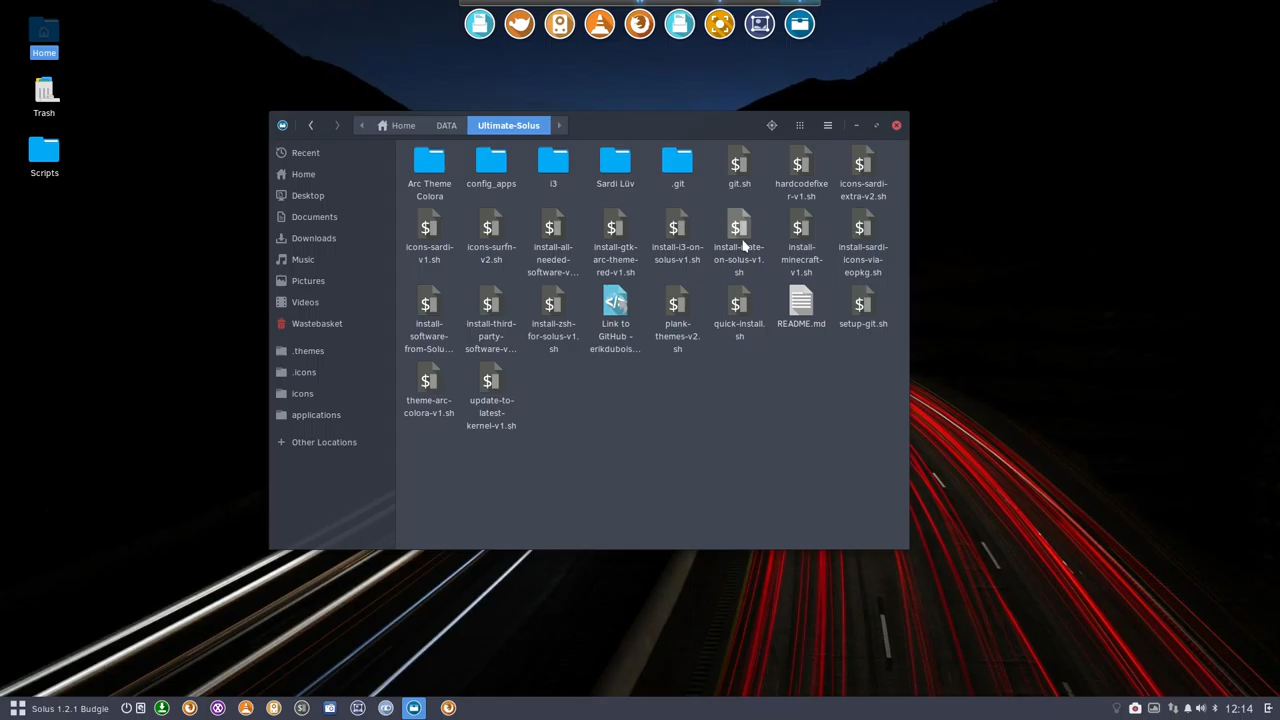 Home
Trash
Scripts
Home
DATA
Ultimate-Solus
Recent
Home
Desktop
Documents
Downloads
Music
Pictures
Videos
Wastebasket
.themes
.icons
icons
applications
Other Locations
Arc Theme
Colora
config_apps
i3
Sardi Lüv
.git
git.sh
hardcodefixe
r-v1.sh
icons-sardi-
extra-v2.sh
icons-sardi-
v1.sh
icons-surfn-
v2.sh
install-all-
needed-
software-v...
install-gtk-
arc-theme-
red-v1.sh
install-i3-on-
solus-v1.sh
on-solus-v1.
sh
install-
minecraft-
v1.sh
install-sardi-
icons-via-
eopkg.sh
install-
software-
from-Solu...
install-third-
party-
software-v...
install-zsh-
for-solus-v1.
sh
Link to
GitHub -
erikdubois...
plank-
themes-v2.
sh
quick-install.
sh
README.md
setup-git.sh
theme-arc-
colora-v1.sh
update-to-
latest-
kernel-v1.sh
Solus 1.2.1 Budgie
12:14